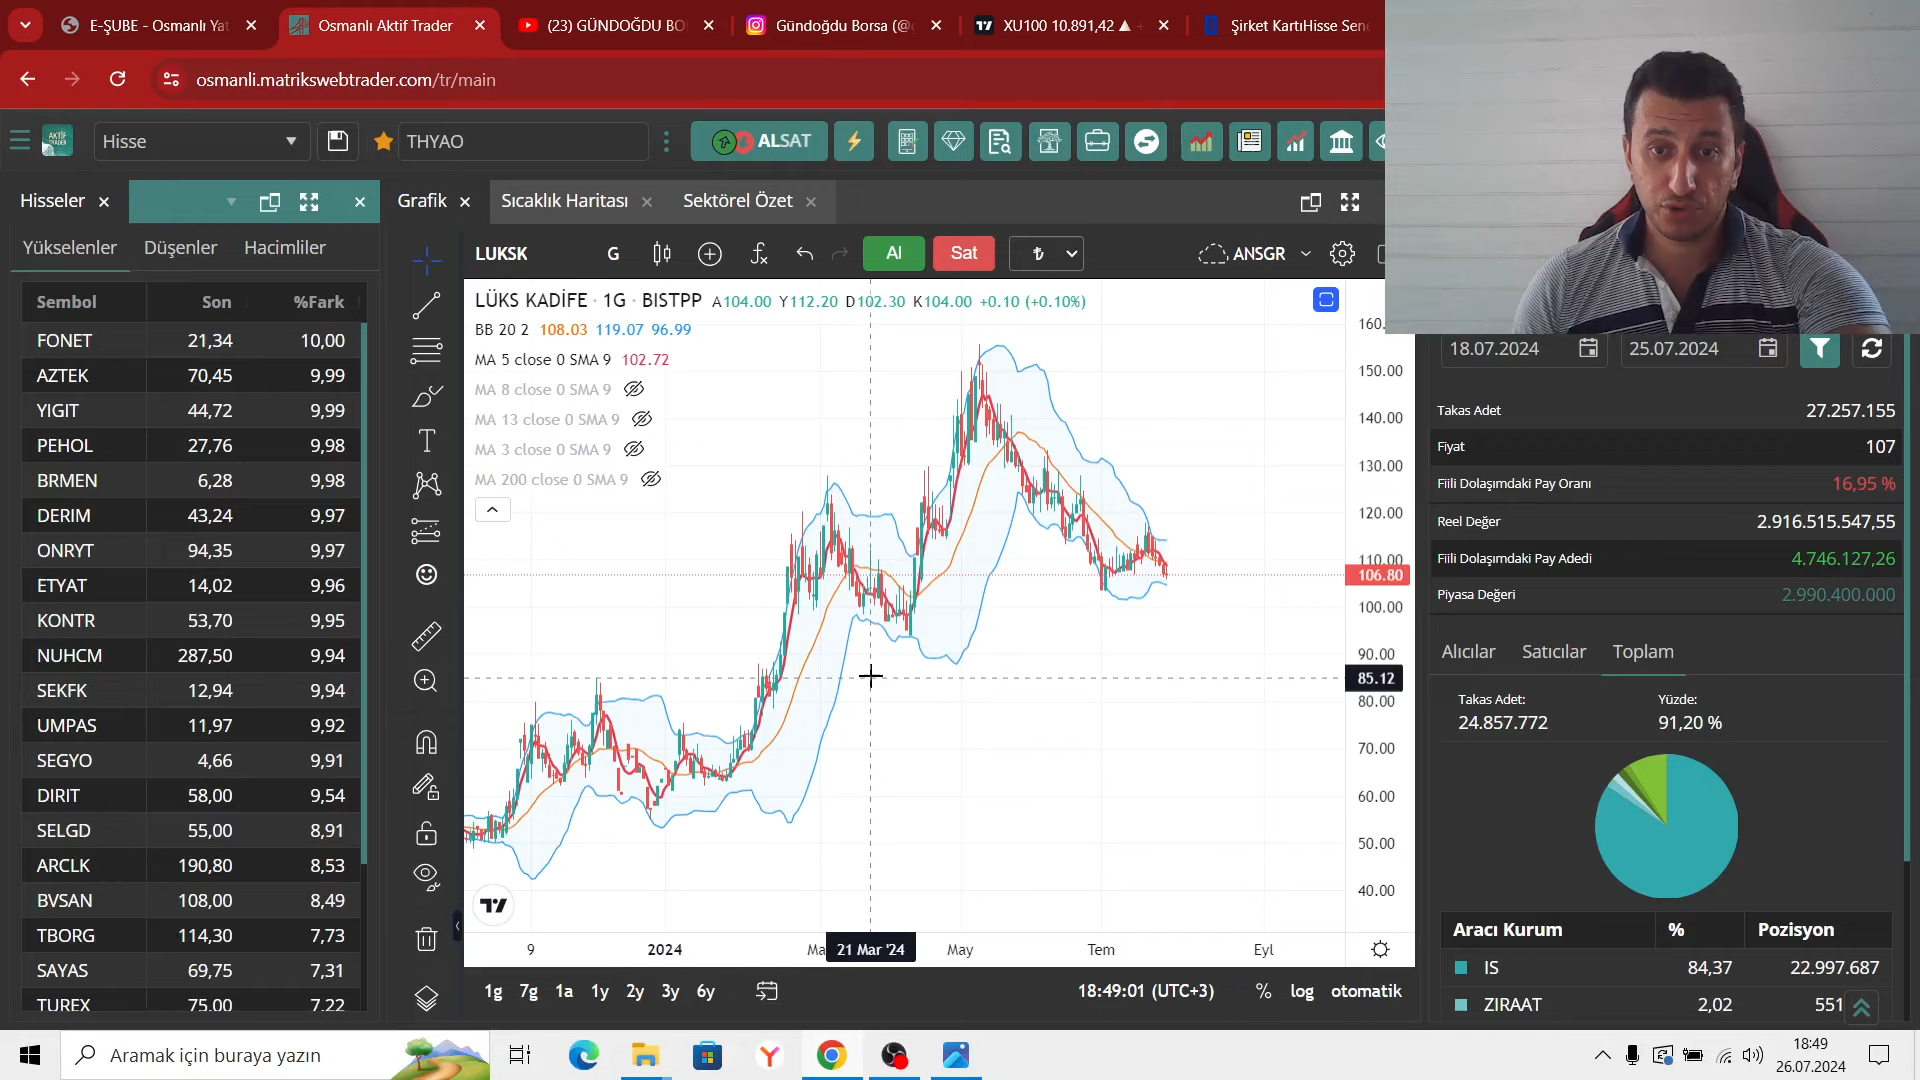 E-ŞUBE - Osmanlı Yat
Osmanlı Aktif Trader
(23) GÜNDOĞDU BO
Gündoğdu Borsa (@g
XU100 10.891,42 ▲ +
Şirket KartıHisse Sene
osmanli.matrikswebtrader.com/tr/main
AKTİF
TRADER
Hisse
THYAO
ALSAT
Hisseler
Grafik
Sıcaklık Haritası
Sektörel Özet
Yükselenler
Düşenler
Hacimliler
LUKSK
G
Al
Sat
₺
ANSGR
Sembol Son %Fark
FONET 21,34 10,00
AZTEK 70,45 9,99
YIGIT 44,72 9,99
PEHOL 27,76 9,98
BRMEN 6,28 9,98
DERIM 43,24 9,97
ONRYT 94,35 9,97
ETYAT 14,02 9,96
KONTR 53,70 9,95
NUHCM 287,50 9,94
SEKFK 12,94 9,94
UMPAS 11,97 9,92
SEGYO 4,66 9,91
DIRIT 58,00 9,54
SELGD 55,00 8,91
ARCLK 190,80 8,53
BVSAN 108,00 8,49
TBORG 114,30 7,73
SAYAS 69,75 7,31
TUREX 75,00 7,22
LÜKS KADİFE · 1G · BISTPP A104.00 Y112.20 D102.30 K104.00 +0.10 (+0.10%)
BB 20 2 108.03 119.07 96.99
MA 5 close 0 SMA 9 102.72
MA 8 close 0 SMA 9
MA 13 close 0 SMA 9
MA 3 close 0 SMA 9
MA 200 close 0 SMA 9
160.
150.00
140.00
130.00
120.00
110.00
106.80
100.00
90.00
85.12
80.00
70.00
60.00
50.00
40.00
9 2024 Ma 21 Mar '24 May Tem Eyl
1g 7g 1a 1y 2y 3y 6y
18:49:01 (UTC+3) % log otomatik
18.07.2024 25.07.2024
Takas Adet 27.257.155
Fiyat 107
Fiili Dolaşımdaki Pay Oranı 16,95 %
Reel Değer 2.916.515.547,55
Fiili Dolaşımdaki Pay Adedi 4.746.127,26
Piyasa Değeri 2.990.400.000
Alıcılar Satıcılar Toplam
Takas Adet: Yüzde:
24.857.772 91,20 %
Aracı Kurum % Pozisyon
IS 84,37 22.997.687
ZIRAAT 2,02 551
Aramak için buraya yazın
18:49
26.07.2024